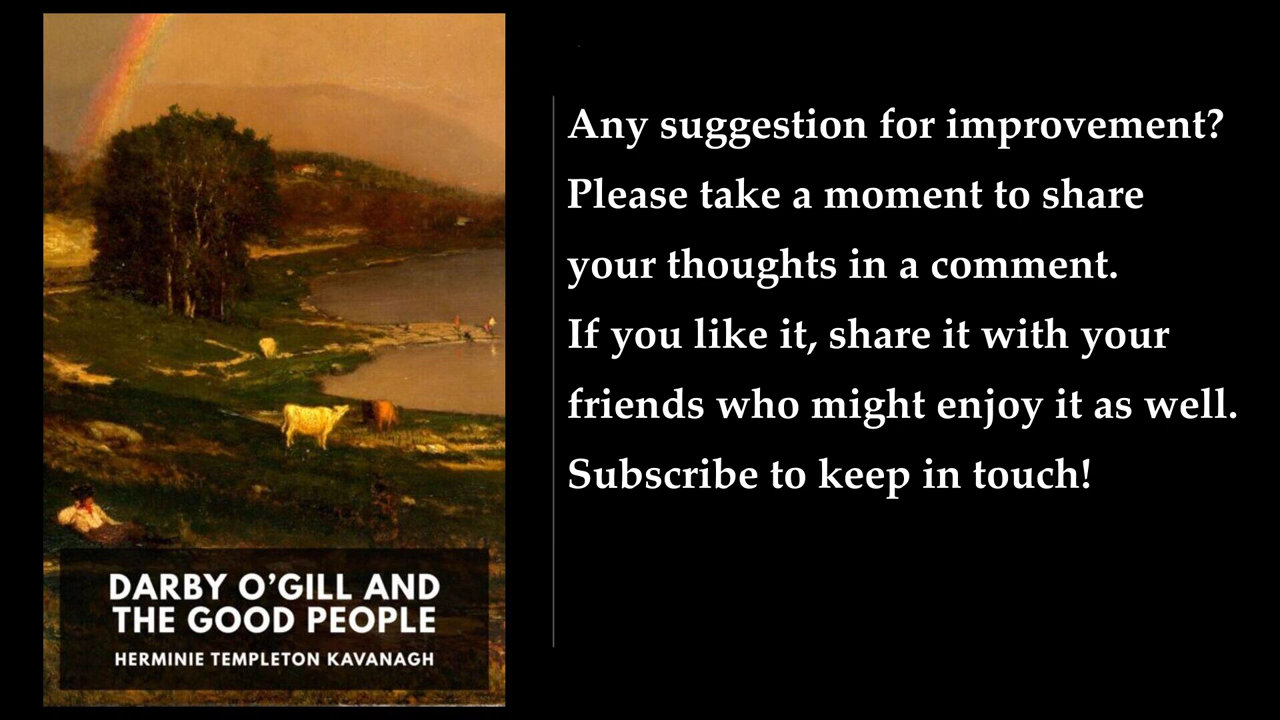 DARBY O’GILL AND
THE GOOD PEOPLE
HERMINIE TEMPLETON KAVANAGH
Any suggestion for improvement?
Please take a moment to share
your thoughts in a comment.
If you like it, share it with your
friends who might enjoy it as well.
Subscribe to keep in touch!